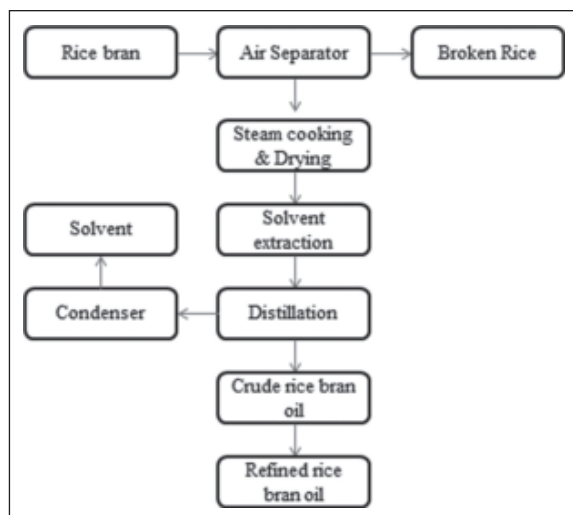 Rice bran
Air Separator
Broken Rice
Steam cooking
& Drying
Solvent
extraction
Solvent
Condenser
Distillation
Crude rice bran
oil
Refined rice
bran oil